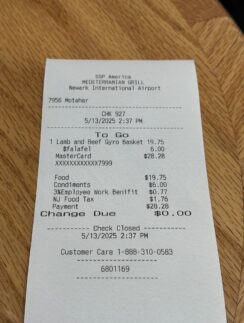 SSP America
MEDITERRANIAN GRILL
Newark International Airport
7956 Motahar
CHK 927
5/13/2025 2:37 PM
To Go
1 Lamb and Beef Gyro Basket 19.75
$falafel 6.00
MasterCard $28.28
XXXXXXXXXXXX7999
Food $19.75
Condiments $6.00
3%Employee Work Benifit $0.77
NJ Food Tax $1.76
Payment $28.28
Change Due $0.00
---------- Check Closed ----------
5/13/2025 2:37 PM
Customer Care 1-888-310-0583
6801169